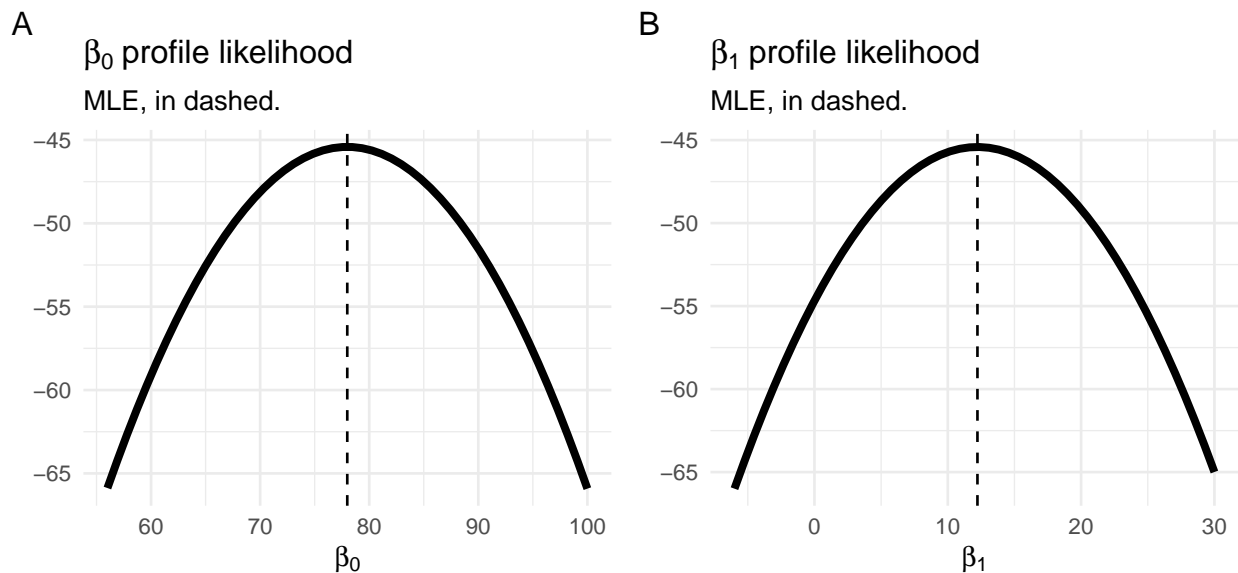 A
β₀ profile likelihood
MLE, in dashed.
−45
−50
−55
−60
−65
60 70 80 90 100
β₀
B
β₁ profile likelihood
MLE, in dashed.
−45
−50
−55
−60
−65
0 10 20 30
β₁